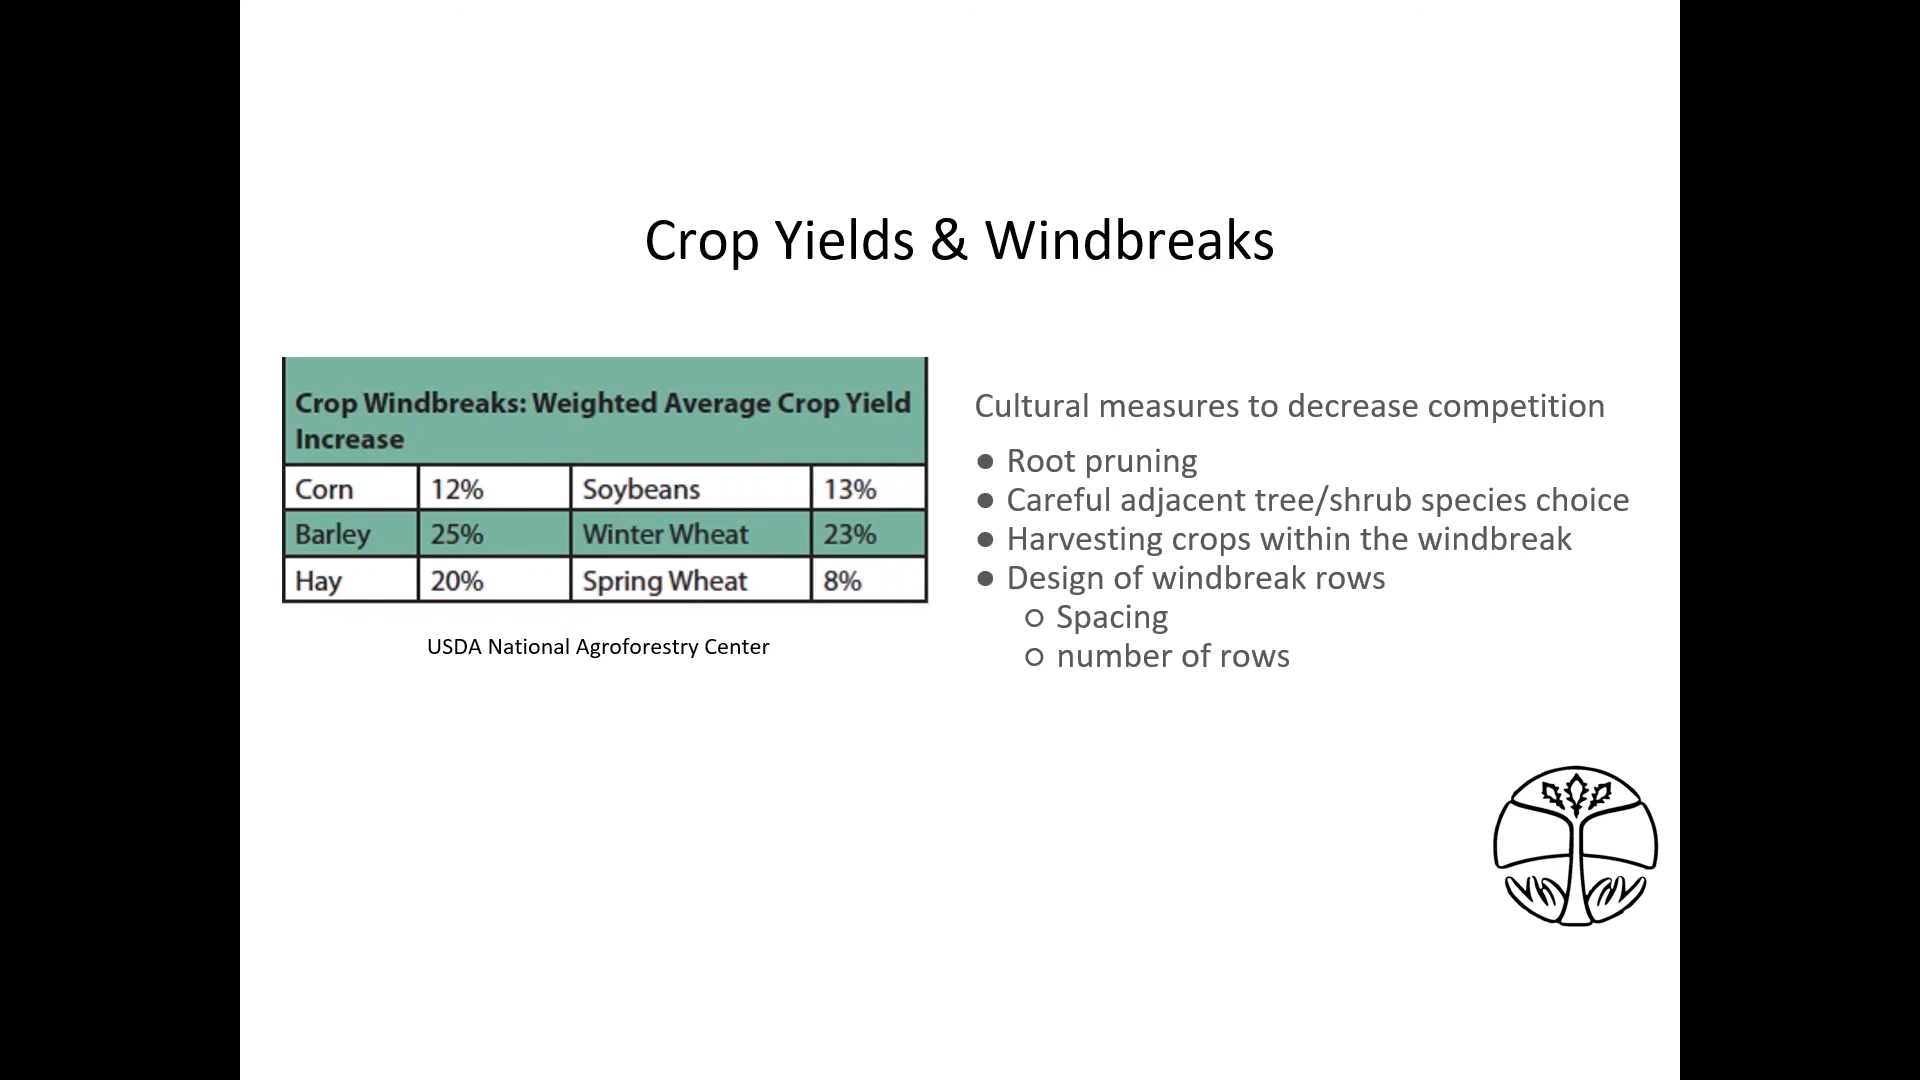 Crop Yields & Windbreaks
Crop Windbreaks: Weighted Average Crop Yield
Increase
Corn 12% Soybeans 13%
Barley 25% Winter Wheat 23%
Hay 20% Spring Wheat 8%
USDA National Agroforestry Center
Cultural measures to decrease competition
● Root pruning
● Careful adjacent tree/shrub species choice
● Harvesting crops within the windbreak
● Design of windbreak rows
○ Spacing
○ number of rows